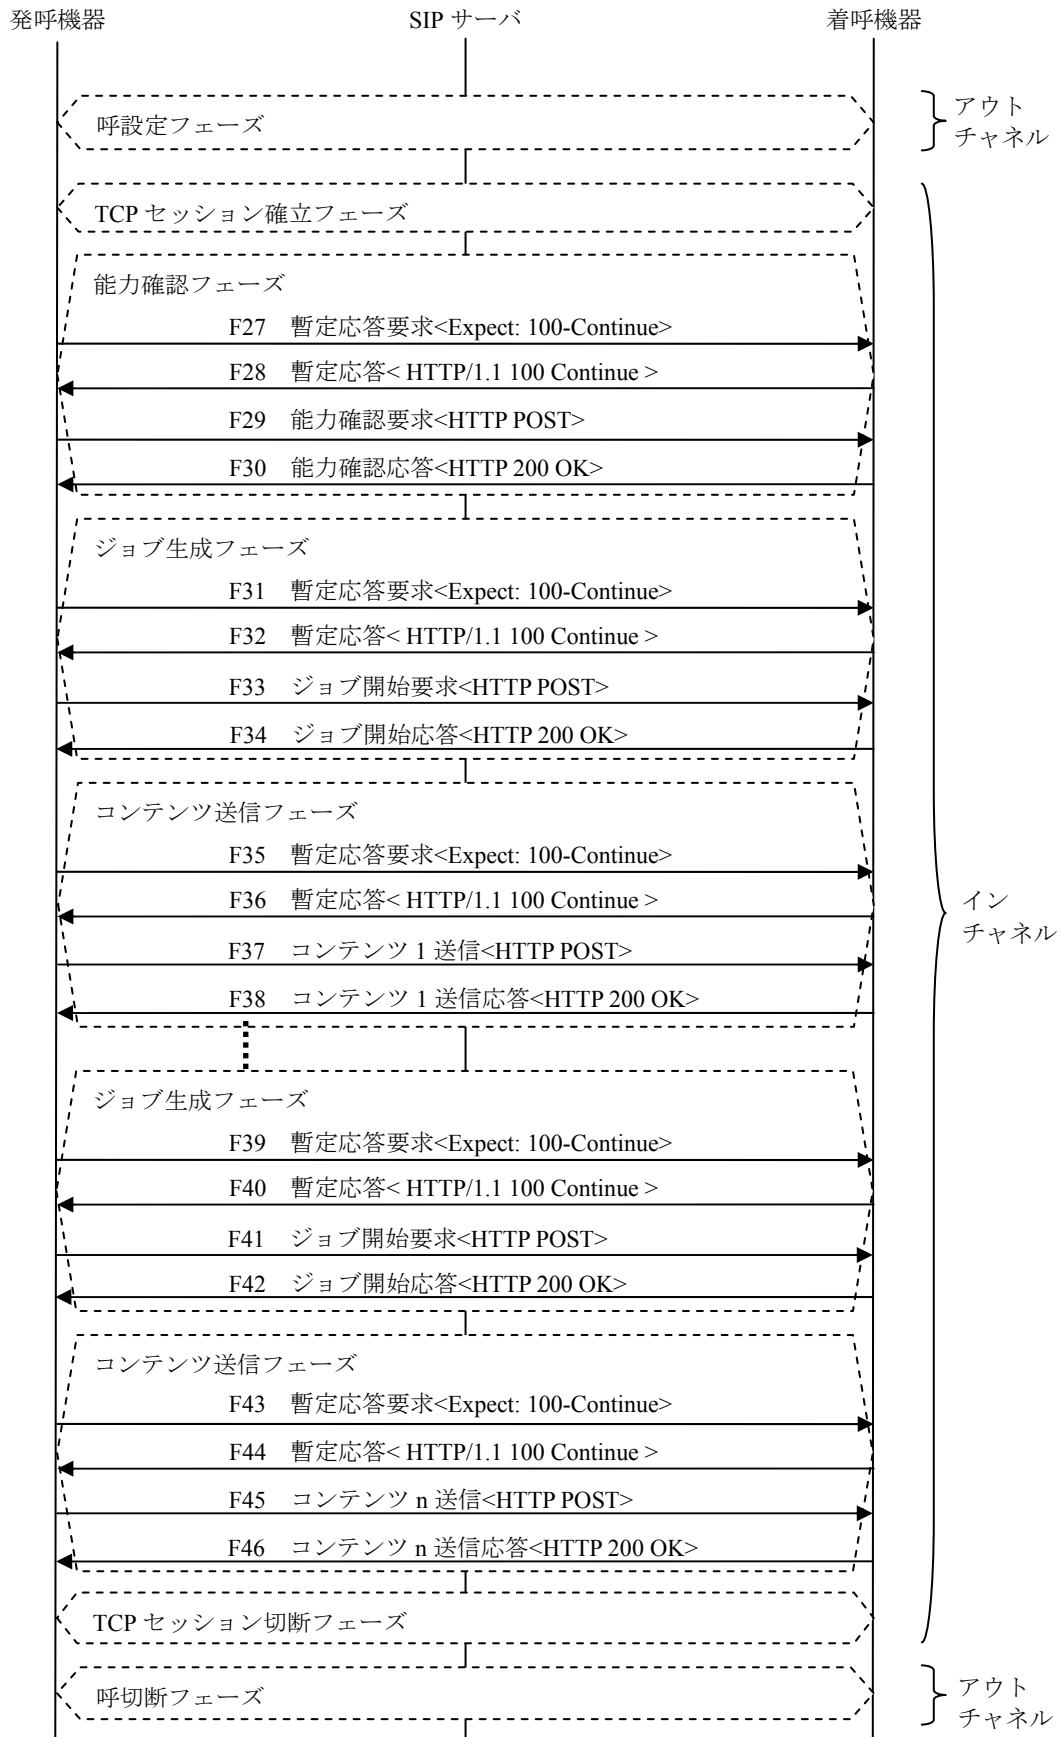 発呼機器
SIP サーバ
着呼機器
呼設定フェーズ
アウト
チャネル
TCP セッション確立フェーズ
能力確認フェーズ
F27 暫定応答要求<Expect: 100-Continue>
F28 暫定応答< HTTP/1.1 100 Continue >
F29 能力確認要求<HTTP POST>
F30 能力確認応答<HTTP 200 OK>
ジョブ生成フェーズ
F31 暫定応答要求<Expect: 100-Continue>
F32 暫定応答< HTTP/1.1 100 Continue >
F33 ジョブ開始要求<HTTP POST>
F34 ジョブ開始応答<HTTP 200 OK>
コンテンツ送信フェーズ
F35 暫定応答要求<Expect: 100-Continue>
F36 暫定応答< HTTP/1.1 100 Continue >
F37 コンテンツ 1 送信<HTTP POST>
F38 コンテンツ 1 送信応答<HTTP 200 OK>
イン
チャネル
ジョブ生成フェーズ
F39 暫定応答要求<Expect: 100-Continue>
F40 暫定応答< HTTP/1.1 100 Continue >
F41 ジョブ開始要求<HTTP POST>
F42 ジョブ開始応答<HTTP 200 OK>
コンテンツ送信フェーズ
F43 暫定応答要求<Expect: 100-Continue>
F44 暫定応答< HTTP/1.1 100 Continue >
F45 コンテンツ n 送信<HTTP POST>
F46 コンテンツ n 送信応答<HTTP 200 OK>
TCP セッション切断フェーズ
呼切断フェーズ
アウト
チャネル